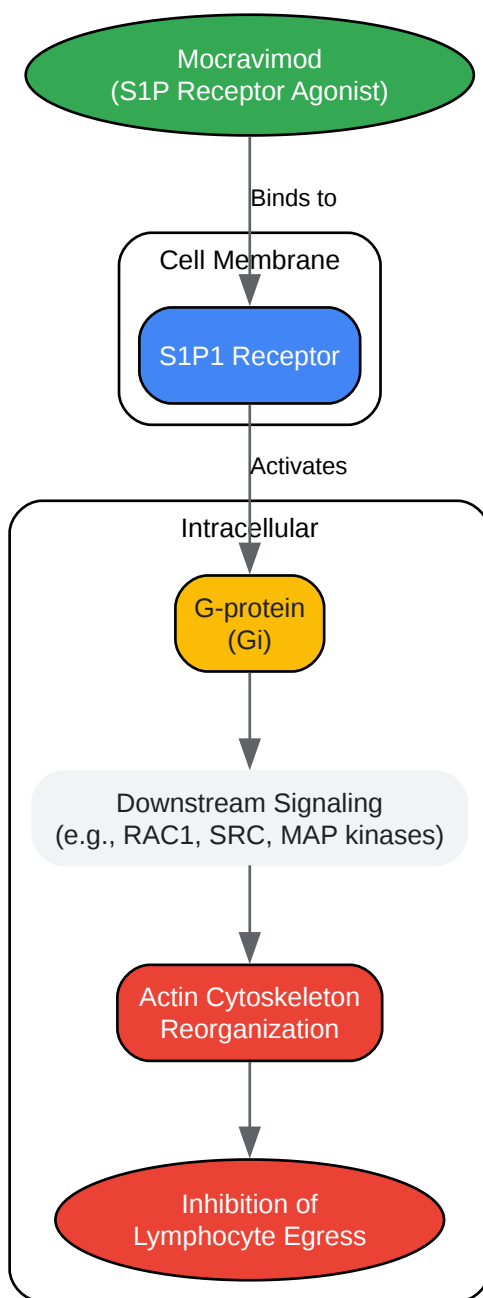 Mocravimod
(S1P Receptor Agonist)
Binds to
Cell Membrane
S1P1 Receptor
Activates
Intracellular
G-protein
(Gi)
Downstream Signaling
(e.g., RAC1, SRC, MAP kinases)
Actin Cytoskeleton
Reorganization
Inhibition of
Lymphocyte Egress